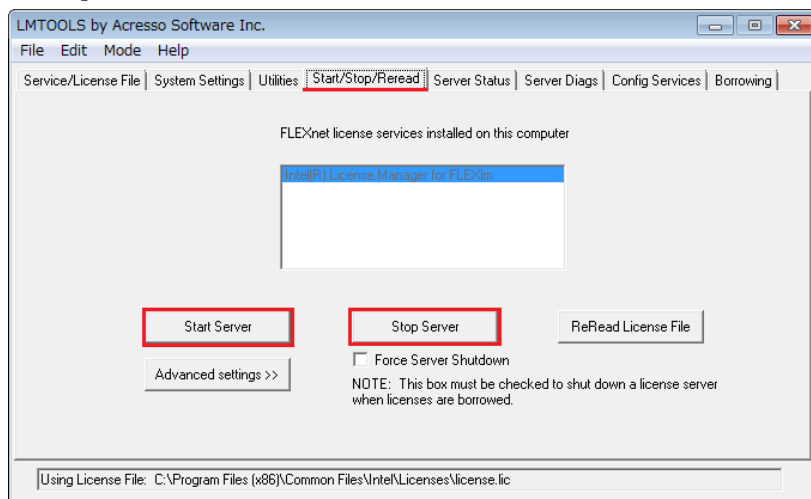 LMTOOLS by Acresso Software Inc.
File Edit Mode Help
Service/License File System Settings Utilities Start/Stop/Reread Server Status Server Diags Config Services Borrowing
FLEXnet license services installed on this computer
Intel(R) License Manager for FLEXlm
Start Server Stop Server ReRead License File
Advanced settings >> Force Server Shutdown
NOTE: This box must be checked to shut down a license server
when licenses are borrowed.
Using License File: C:\Program Files (x86)\Common Files\Intel\Licenses\license.lic